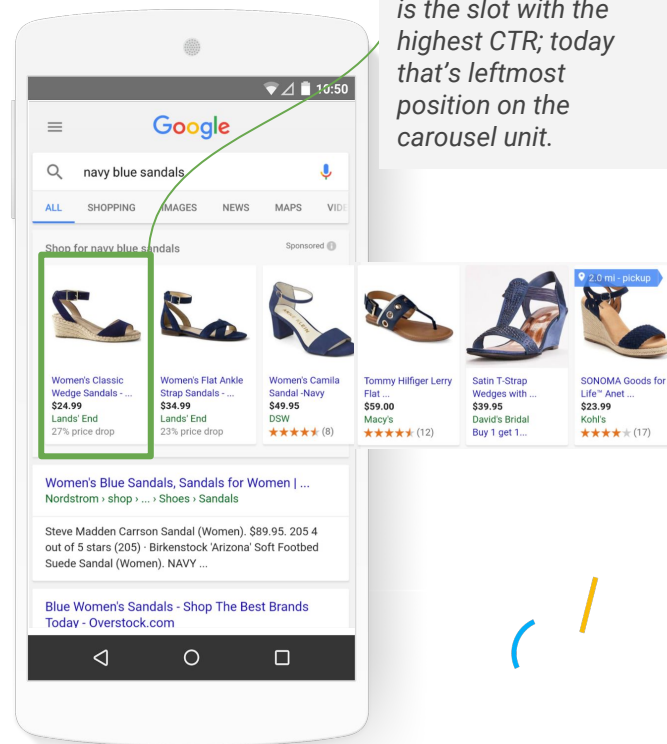 is the slot with the
highest CTR; today
that's leftmost
position on the
carousel unit.
10:50
Google
navy blue sandals
ALL SHOPPING IMAGES NEWS MAPS VIDE
Shop for navy blue sandals Sponsored
2.0 mi - pickup
Women's Classic
Wedge Sandals - ...
$24.99
Lands' End
27% price drop
Women's Flat Ankle
Strap Sandals - ...
$34.99
Lands' End
23% price drop
Women's Camila
Sandal -Navy
$49.95
DSW
(8)
Tommy Hilfiger Lerry
Flat ...
$59.00
Macy's
(12)
Satin T-Strap
Wedges with ...
$39.95
David's Bridal
Buy 1 get 1...
SONOMA Goods for
Life™ Anet ...
$23.99
Kohl's
(17)
Women's Blue Sandals, Sandals for Women | ...
Nordstrom › shop › ... › Shoes › Sandals
Steve Madden Carrson Sandal (Women). $89.95. 205 4
out of 5 stars (205) · Birkenstock 'Arizona' Soft Footbed
Suede Sandal (Women). NAVY ...
Blue Women's Sandals - Shop The Best Brands
Today - Overstock.com